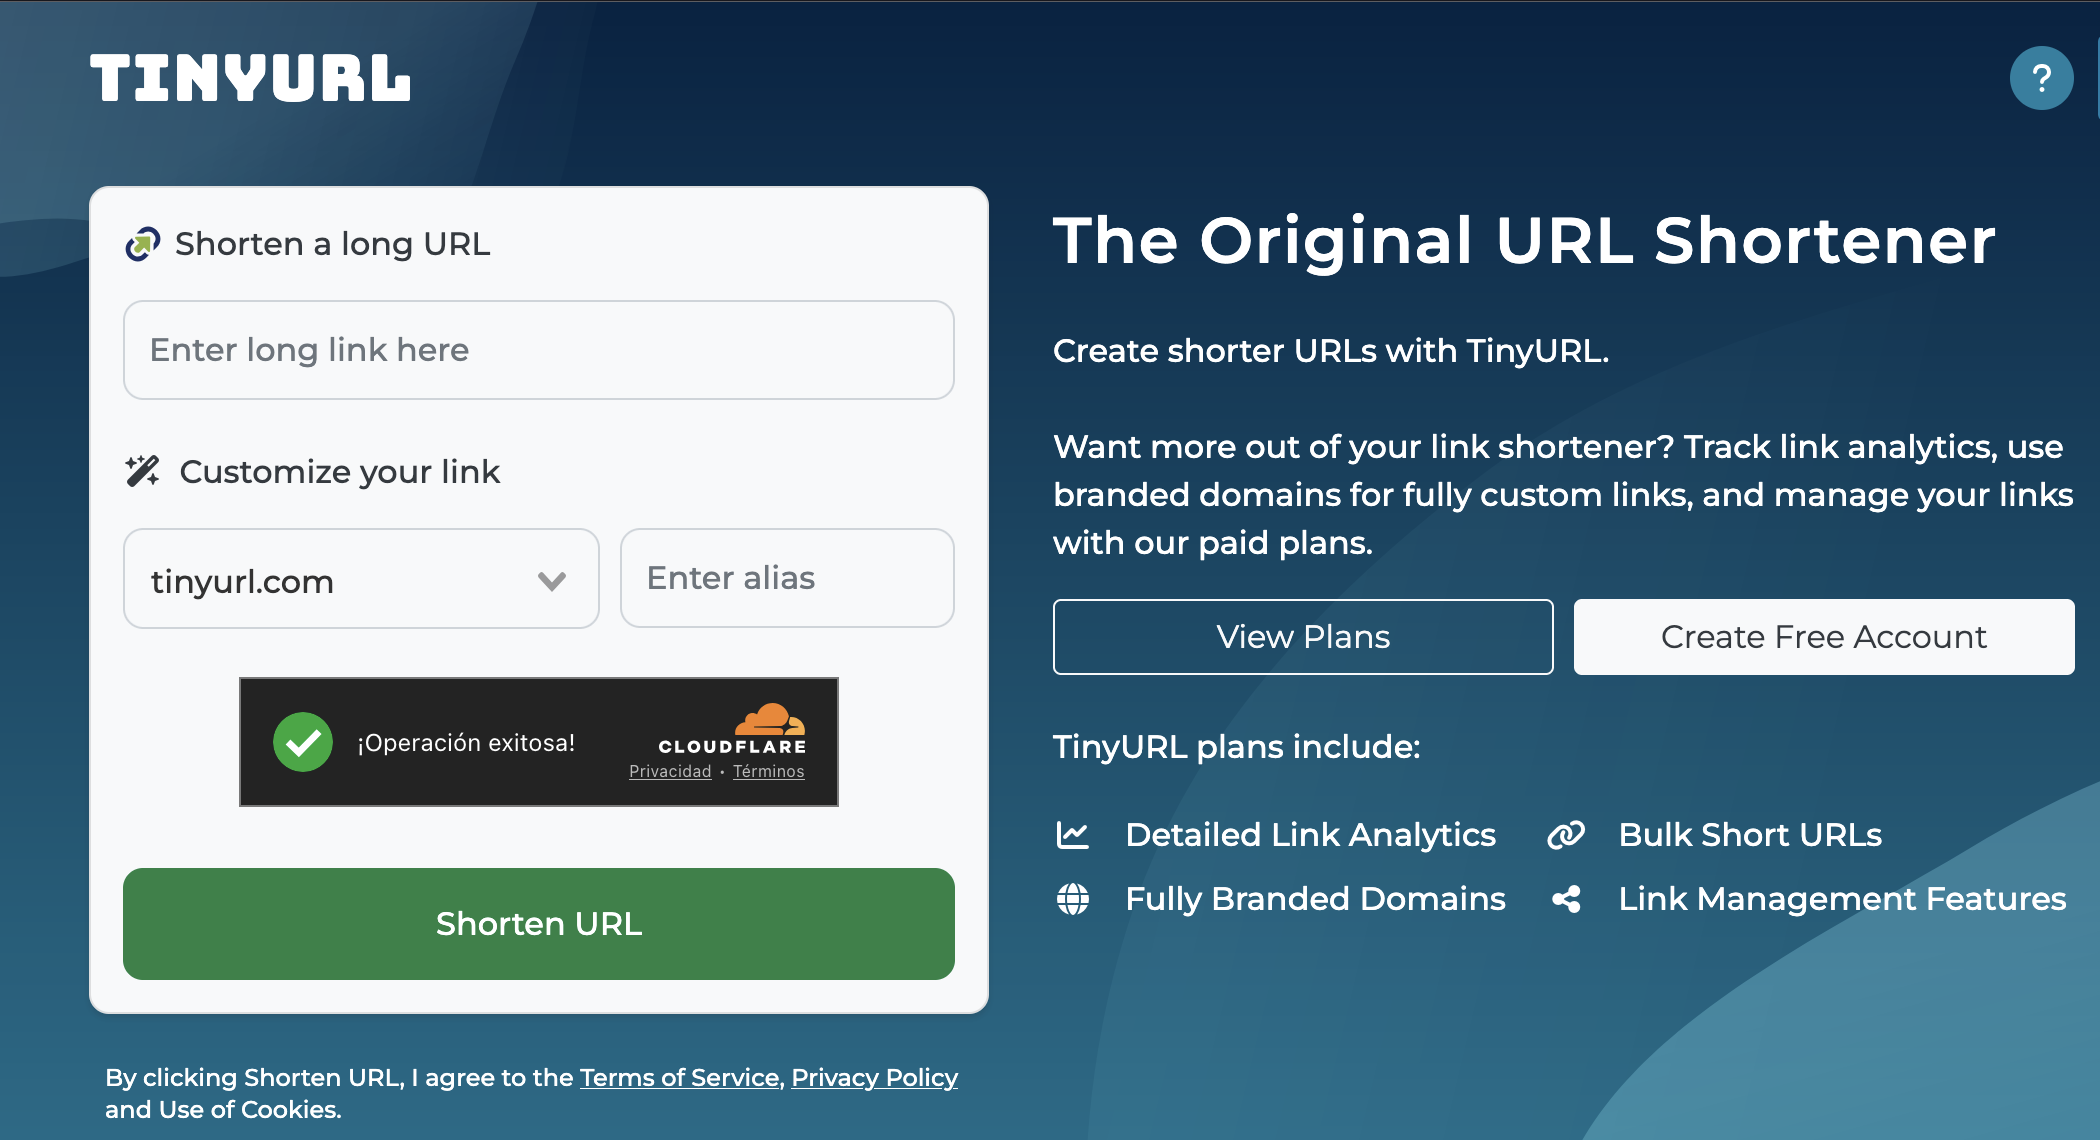 TINYURL
?
Shorten a long URL
Enter long link here
Customize your link
tinyurl.com
Enter alias
¡Operación exitosa!
CLOUDFLARE
Privacidad • Términos
Shorten URL
By clicking Shorten URL, I agree to the Terms of Service, Privacy Policy
and Use of Cookies.
The Original URL Shortener
Create shorter URLs with TinyURL.
Want more out of your link shortener? Track link analytics, use
branded domains for fully custom links, and manage your links
with our paid plans.
View Plans
Create Free Account
TinyURL plans include:
Detailed Link Analytics
Bulk Short URLs
Fully Branded Domains
Link Management Features